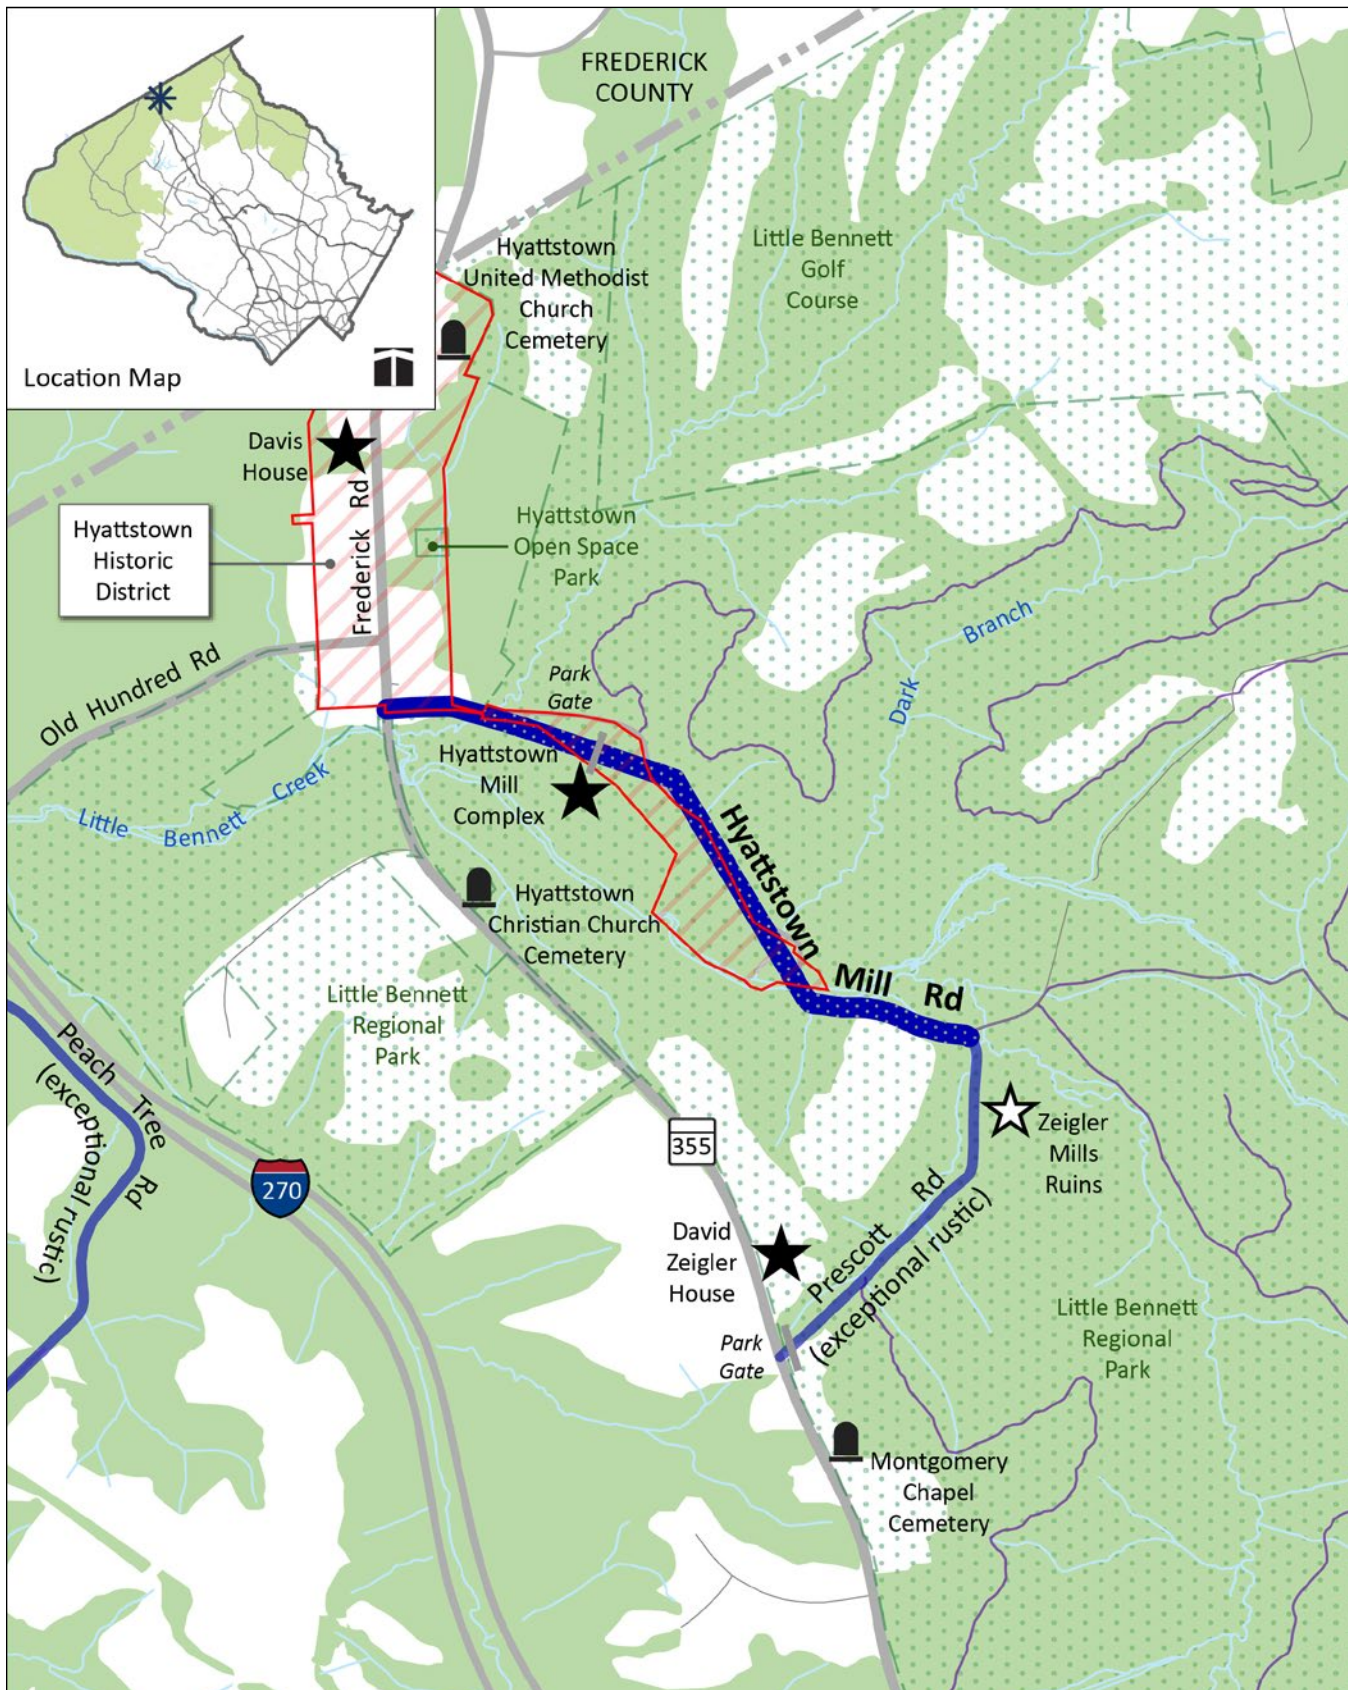 FREDERICK
COUNTY
Location Map
Hyattstown
United Methodist
Church
Cemetery
Little Bennett
Golf
Course
Davis
House
Hyattstown
Historic
District
Frederick Rd
Hyattstown
Open Space
Park
Old Hundred Rd
Park
Gate
Dark Branch
Little Bennett Creek
Hyattstown
Mill
Complex
Hyattstown Mill Rd
Hyattstown
Christian Church
Cemetery
Little Bennett
Regional
Park
Peach Tree Rd
(exceptional rustic)
270
355
Zeigler
Mills
Ruins
David
Zeigler
House
Prescott Rd
(exceptional rustic)
Park
Gate
Little Bennett
Regional
Park
Montgomery
Chapel
Cemetery